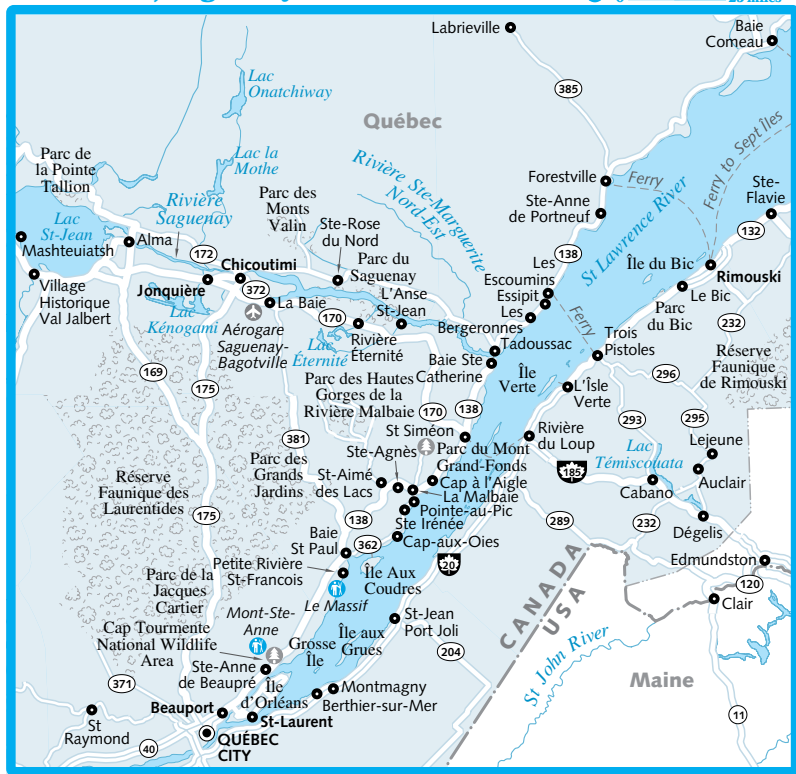 25 miles
Labrieville
Baie
Comeau
Lac
Onatchiway
385
Québec
Lac la
Mothe
Parc de
la Pointe
Tallion
Rivière
Saguenay
Parc des
Monts
Valin
Rivière Ste-Marguerite
Nord-Est
Forestville
Ferry
Ferry to Sept Îles
Ste-Anne
de Portneuf
Ste-
Flavie
St Lawrence River
132
Lac
St-Jean
Mashteuiatsh
Alma
172
Ste-Rose
du Nord
Parc du
Saguenay
138
Île du Bic
Rimouski
Chicoutimi
372
Jonquière
La Baie
Les
Escoumins
Essipit
Les
Bergeronnes
Le Bic
Parc
du Bic
Village
Historique
Val Jalbert
Lac
Kénogami
Aérogare
Saguenay-
Bagotville
170
L'Anse
St-Jean
Lac
Éternité
Rivière
Éternité
Ferry
232
Trois
Pistoles
Tadoussac
Baie Ste
Catherine
Île
Verte
Réserve
Faunique
de Rimouski
296
169
175
Parc des Hautes
Gorges de la
Rivière Malbaie
170
138
L'Îsle
Verte
293
295
381
St Siméon
Rivière
du Loup
Lejeune
Ste-Agnès
Parc du Mont
Grand-Fonds
Lac
Témiscouata
Auclair
Parc des
Grands
Jardins
St-Aimé
des Lacs
Cap à l'Aigle
La Malbaie
Pointe-au-Pic
185
Cabano
Réserve
Faunique des
Laurentides
175
138
Ste Irénée
Cap-aux-Oies
289
232
Dégelis
Baie
St Paul
362
20
Edmundston
Petite Rivière
St-Francois
Île Aux
Coudres
CANADA
USA
120
Clair
Parc de la
Jacques
Cartier
Le Massif
Mont-Ste-
Anne
St-Jean
Port Joli
Cap Tourmente
National Wildlife
Area
Grosse
Île
Île aux
Grues
204
St John River
Maine
Ste-Anne
de Beaupré
371
Île
d'Orléans
Montmagny
Berthier-sur-Mer
Beauport
St-Laurent
St
Raymond
40
QUÉBEC
CITY
11